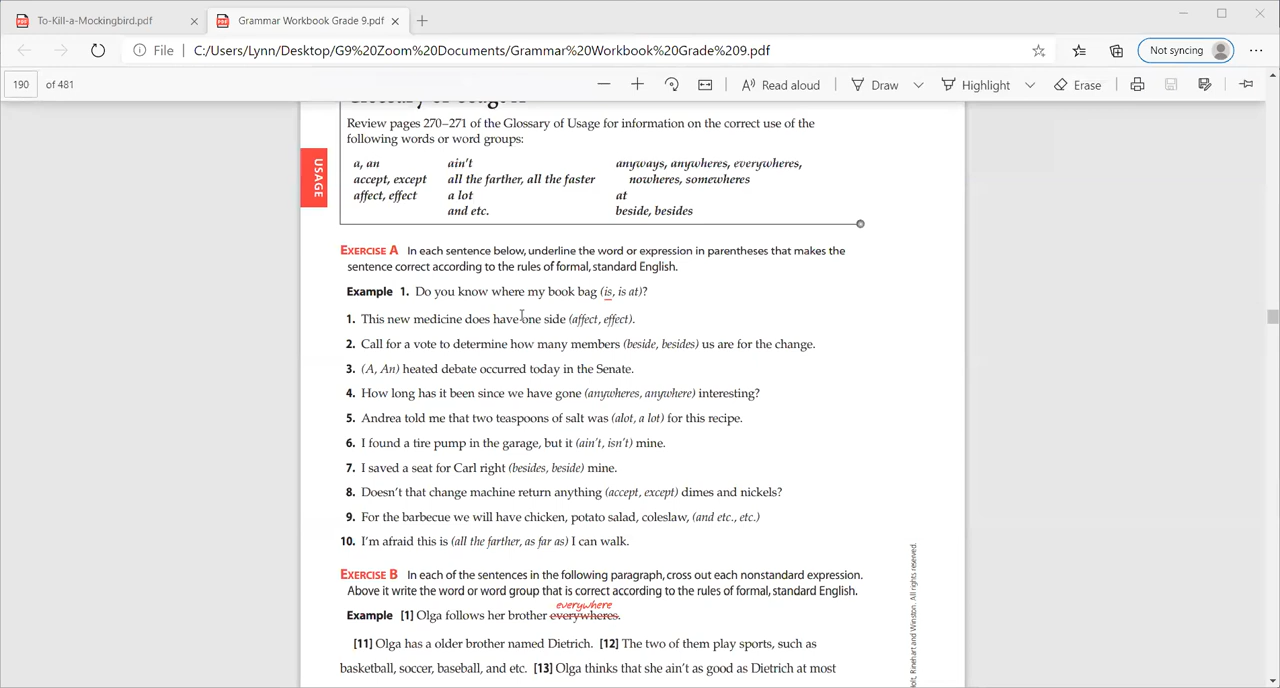 To-Kill-a-Mockingbird.pdf
Grammar Workbook Grade 9.pdf
File C:/Users/Lynn/Desktop/G9%20Zoom%20Documents/Grammar%20Workbook%20Grade%209.pdf Not syncing
190 of 481 Read aloud Draw Highlight Erase
Review pages 270–271 of the Glossary of Usage for information on the correct use of the
following words or word groups:
USAGE
a, an ain't anyways, anywheres, everywheres,
accept, except all the farther, all the faster nowheres, somewheres
affect, effect a lot at
and etc. beside, besides
EXERCISE A In each sentence below, underline the word or expression in parentheses that makes the
sentence correct according to the rules of formal, standard English.
Example 1. Do you know where my book bag (is, is at)?
1. This new medicine does have one side (affect, effect).
2. Call for a vote to determine how many members (beside, besides) us are for the change.
3. (A, An) heated debate occurred today in the Senate.
4. How long has it been since we have gone (anywheres, anywhere) interesting?
5. Andrea told me that two teaspoons of salt was (alot, a lot) for this recipe.
6. I found a tire pump in the garage, but it (ain't, isn't) mine.
7. I saved a seat for Carl right (besides, beside) mine.
8. Doesn't that change machine return anything (accept, except) dimes and nickels?
9. For the barbecue we will have chicken, potato salad, coleslaw, (and etc., etc.)
10. I'm afraid this is (all the farther, as far as) I can walk.
EXERCISE B In each of the sentences in the following paragraph, cross out each nonstandard expression.
Above it write the word or word group that is correct according to the rules of formal, standard English.
everywhere
Example [1] Olga follows her brother everywheres.
[11] Olga has a older brother named Dietrich. [12] The two of them play sports, such as
basketball, soccer, baseball, and etc. [13] Olga thinks that she ain't as good as Dietrich at most
Rinehart and Winston. All rights reserved.